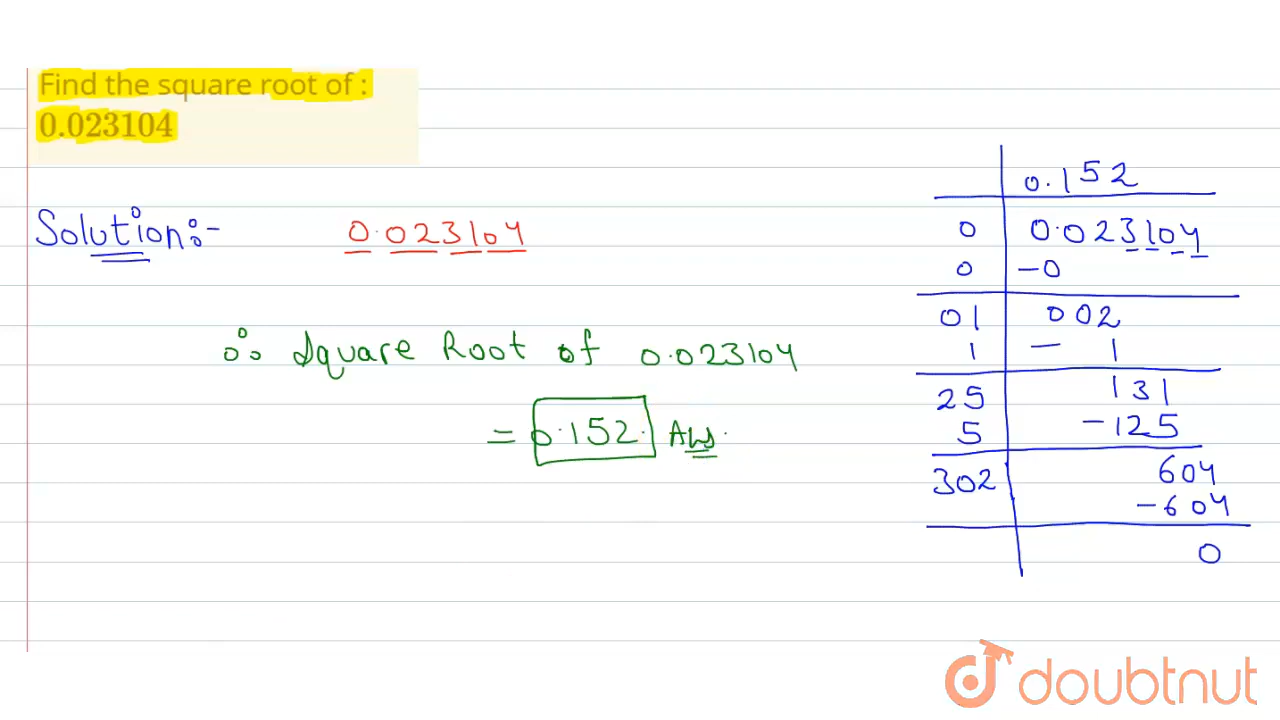 Find the square root of :
0.023104
Solution:-
0.023104
∴ Square Root of 0.023104
= 0.152. Ans.
0.152
0 0.023104
0 -0
01 002
1 - 1
25 131
5 -125
302 604
-604
0
doubtnut